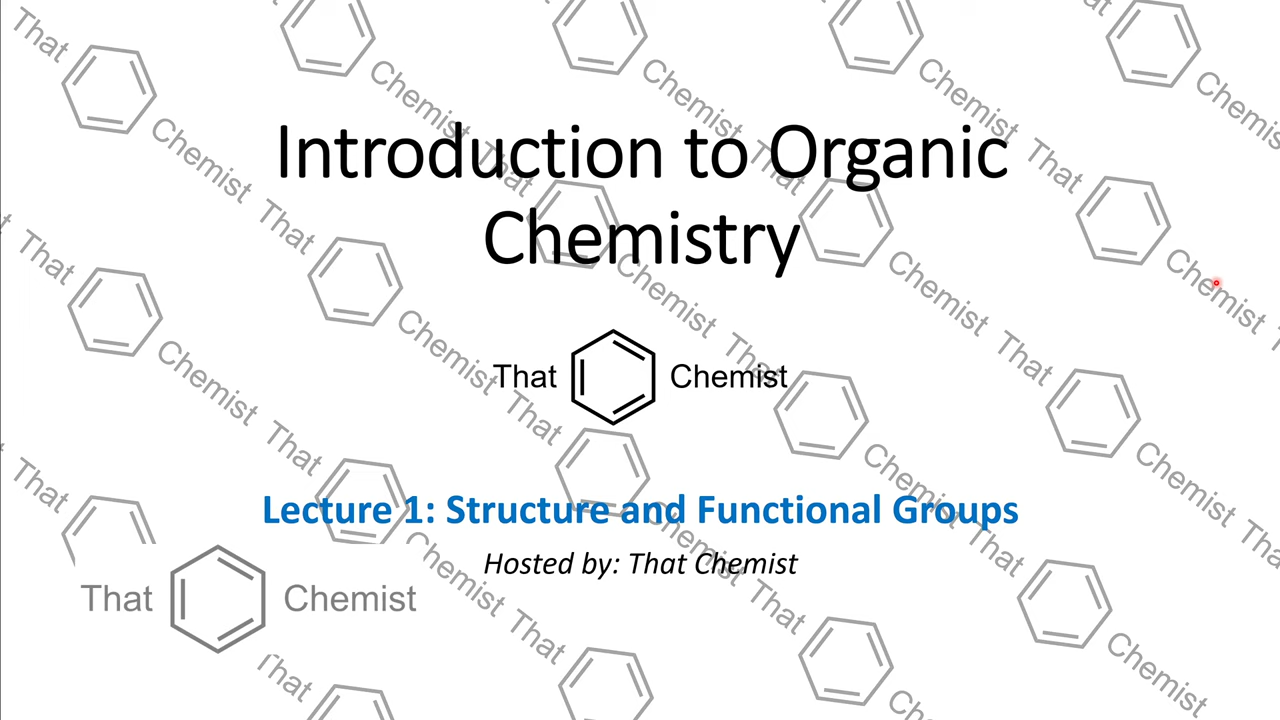 Introduction to Organic
Chemistry
That Chemist
Lecture 1: Structure and Functional Groups
Hosted by: That Chemist
That Chemist